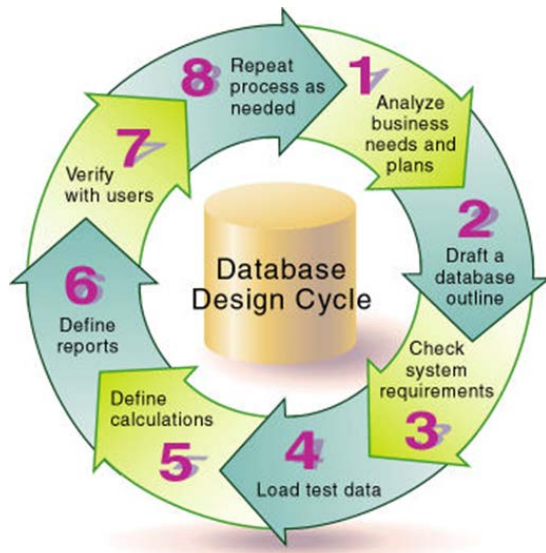 1
Analyze
business
needs and
plans
2
Draft a
database
outline
Check
system
requirements
3
4
Load test data
Define
calculations
5
6
Define
reports
7
Verify
with users
8
Repeat
process as
needed
Database
Design Cycle